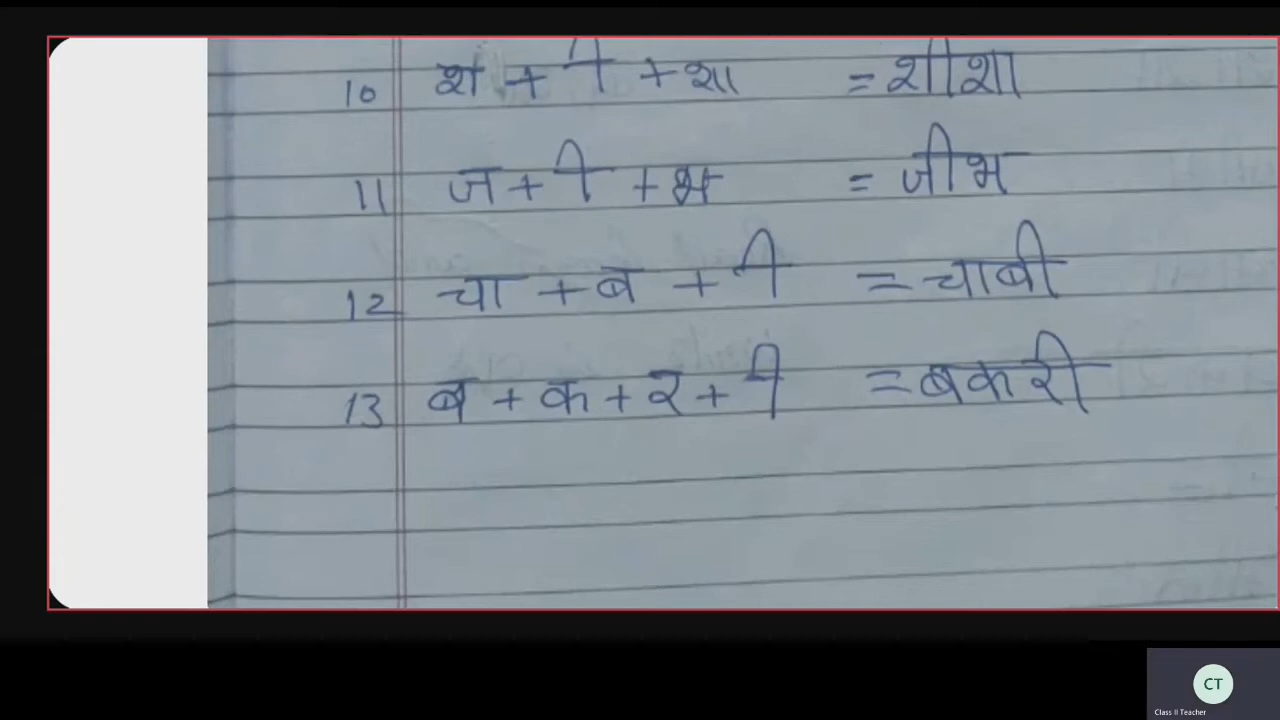 10 श + ी + शा = शीशा
11 ज + ी + भ = जीभ
12 चा + ब + ी = चाबी
13 ब + क + र + ी = बकरी
CT
Class II Teacher